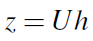 z = Uh